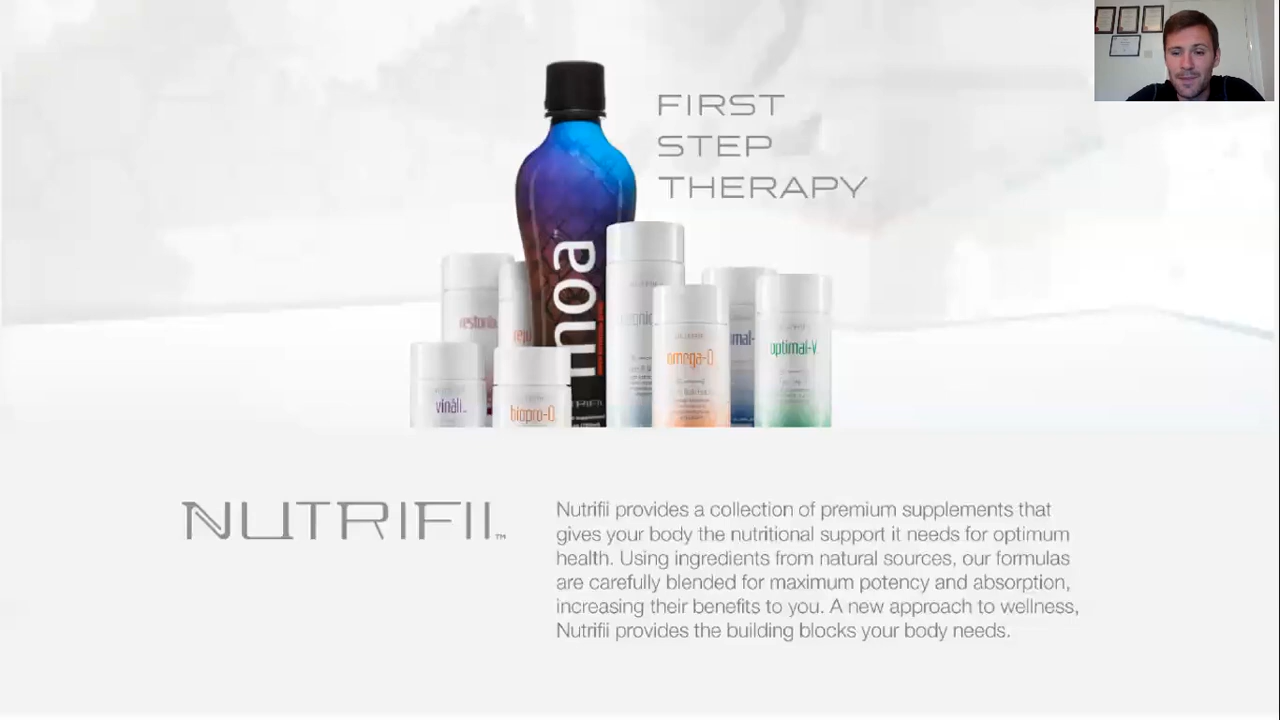 FIRST
STEP
THERAPY
moa
omega-Q
optimal-V
vináli
biopro-Q
NUTRIFII™
Nutrifii provides a collection of premium supplements that
gives your body the nutritional support it needs for optimum
health. Using ingredients from natural sources, our formulas
are carefully blended for maximum potency and absorption,
increasing their benefits to you. A new approach to wellness,
Nutrifii provides the building blocks your body needs.